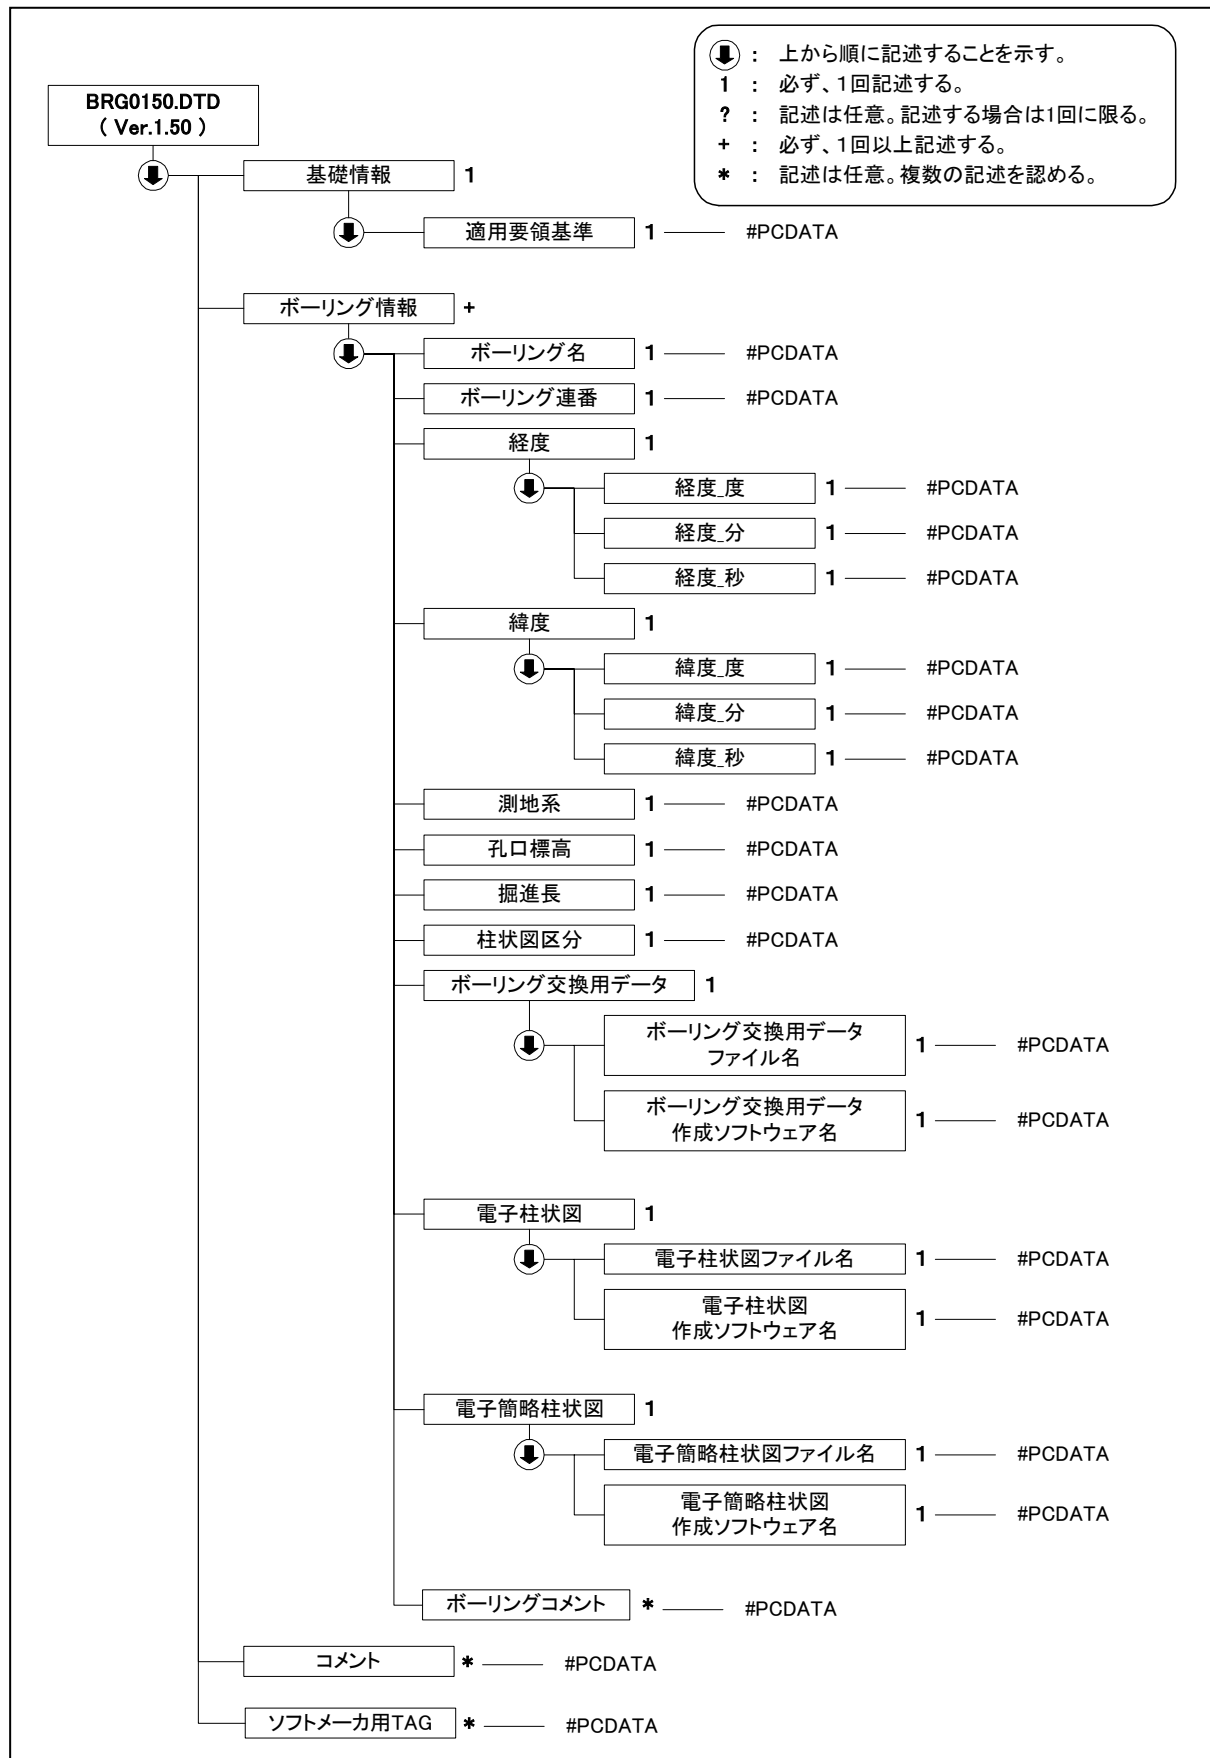 ⬇ : 上から順に記述することを示す。
1 : 必ず、1回記述する。
? : 記述は任意。記述する場合は1回に限る。
+ : 必ず、1回以上記述する。
* : 記述は任意。複数の記述を認める。
BRG0150.DTD
( Ver.1.50 )
基礎情報 1
適用要領基準 1 #PCDATA
ボーリング情報 +
ボーリング名 1 #PCDATA
ボーリング連番 1 #PCDATA
経度 1
経度_度 1 #PCDATA
経度_分 1 #PCDATA
経度_秒 1 #PCDATA
緯度 1
緯度_度 1 #PCDATA
緯度_分 1 #PCDATA
緯度_秒 1 #PCDATA
測地系 1 #PCDATA
孔口標高 1 #PCDATA
掘進長 1 #PCDATA
柱状図区分 1 #PCDATA
ボーリング交換用データ 1
ボーリング交換用データ
ファイル名 1 #PCDATA
ボーリング交換用データ
作成ソフトウェア名 1 #PCDATA
電子柱状図 1
電子柱状図ファイル名 1 #PCDATA
電子柱状図
作成ソフトウェア名 1 #PCDATA
電子簡略柱状図 1
電子簡略柱状図ファイル名 1 #PCDATA
電子簡略柱状図
作成ソフトウェア名 1 #PCDATA
ボーリングコメント * #PCDATA
コメント * #PCDATA
ソフトメーカ用TAG * #PCDATA